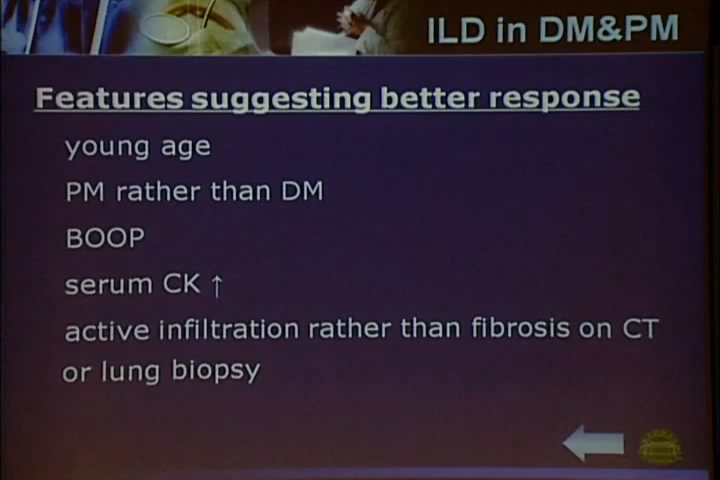 ILD in DM&PM
Features suggesting better response
young age
PM rather than DM
BOOP
serum CK ↑
active infiltration rather than fibrosis on CT
or lung biopsy